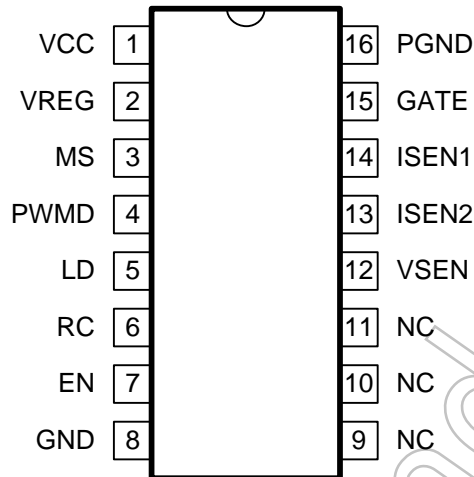 VCC 1 16 PGND
VREG 2 15 GATE
MS 3 14 ISEN1
PWMD 4 13 ISEN2
LD 5 12 VSEN
RC 6 11 NC
EN 7 10 NC
GND 8 9 NC